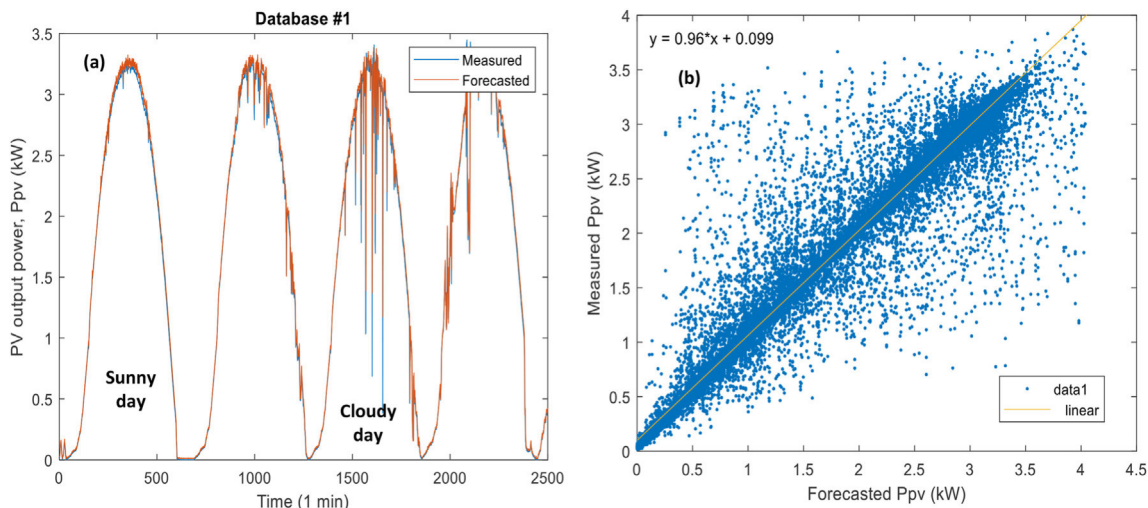 Database #1
(a)
Measured
Forecasted
PV output power, Ppv (kW)
3.5
3
2.5
2
1.5
1
0.5
0
Sunny
day
Cloudy
day
0
500
1000
1500
2000
2500
Time (1 min)
y = 0.96*x + 0.099
(b)
Measured Ppv (kW)
4
3.5
3
2.5
2
1.5
1
0.5
0
data1
linear
0
0.5
1
1.5
2
2.5
3
3.5
4
4.5
Forecasted Ppv (kW)